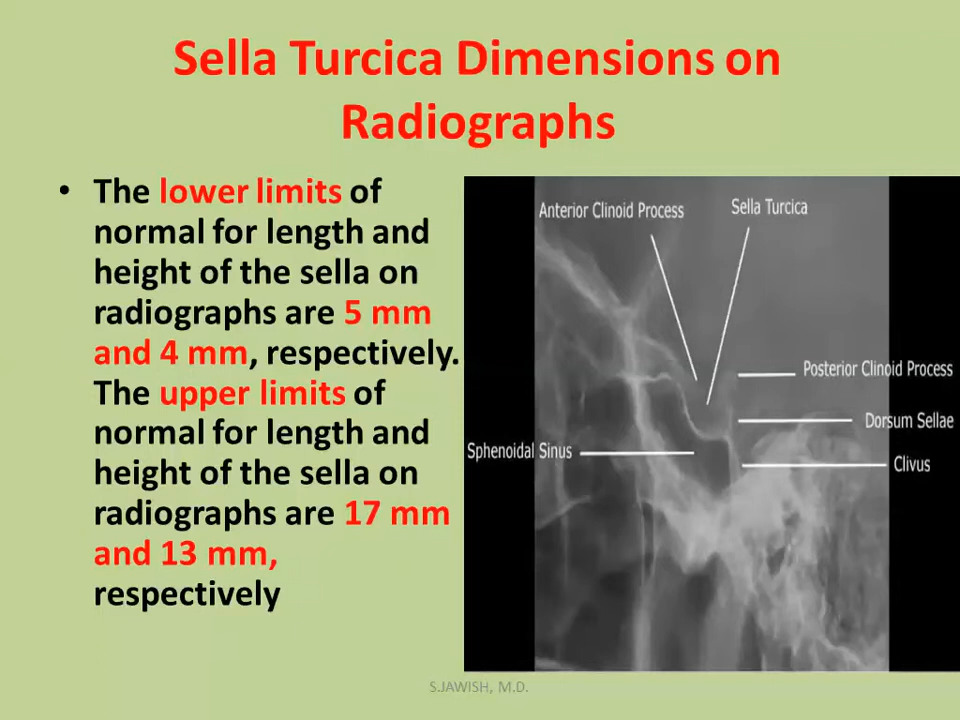 Sella Turcica Dimensions on
Radiographs
• The lower limits of
normal for length and
height of the sella on
radiographs are 5 mm
and 4 mm, respectively.
The upper limits of
normal for length and
height of the sella on
radiographs are 17 mm
and 13 mm,
respectively
Anterior Clinoid Process
Sella Turcica
Posterior Clinoid Process
Dorsum Sellae
Sphenoidal Sinus
Clivus
S.JAWISH, M.D.